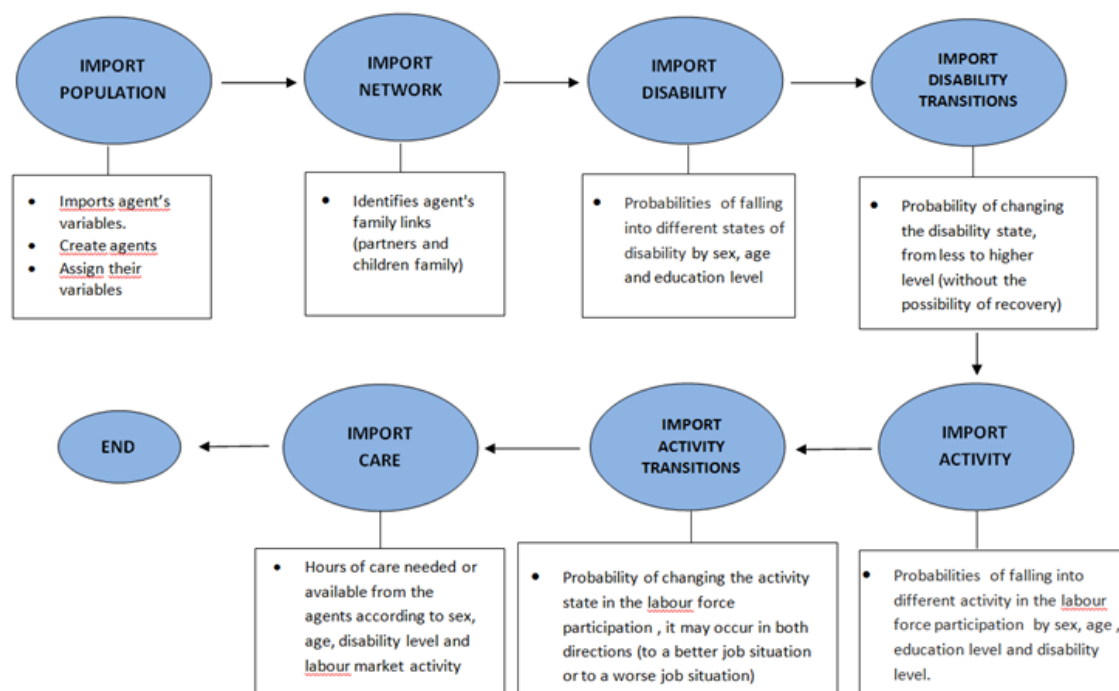 IMPORT
POPULATION
IMPORT
NETWORK
IMPORT
DISABILITY
IMPORT
DISABILITY
TRANSITIONS
• Imports agent's
variables.
• Create agents
• Assign their
variables
• Identifies agent's
family links
(partners and
children family)
• Probabilities of falling
into different states of
disability by sex, age
and education level
• Probability of changing
the disability state,
from less to higher
level (without the
possibility of recovery)
END
IMPORT
CARE
IMPORT
ACTIVITY
TRANSITIONS
IMPORT
ACTIVITY
• Hours of care needed or
available from the
agents according to sex,
age, disability level and
labour market activity
• Probability of changing the activity
state in the labour force
participation , it may occur in both
directions (to a better job situation
or to a worse job situation)
• Probabilities of falling into
different activity in the labour
force participation by sex, age ,
education level and disability
level.